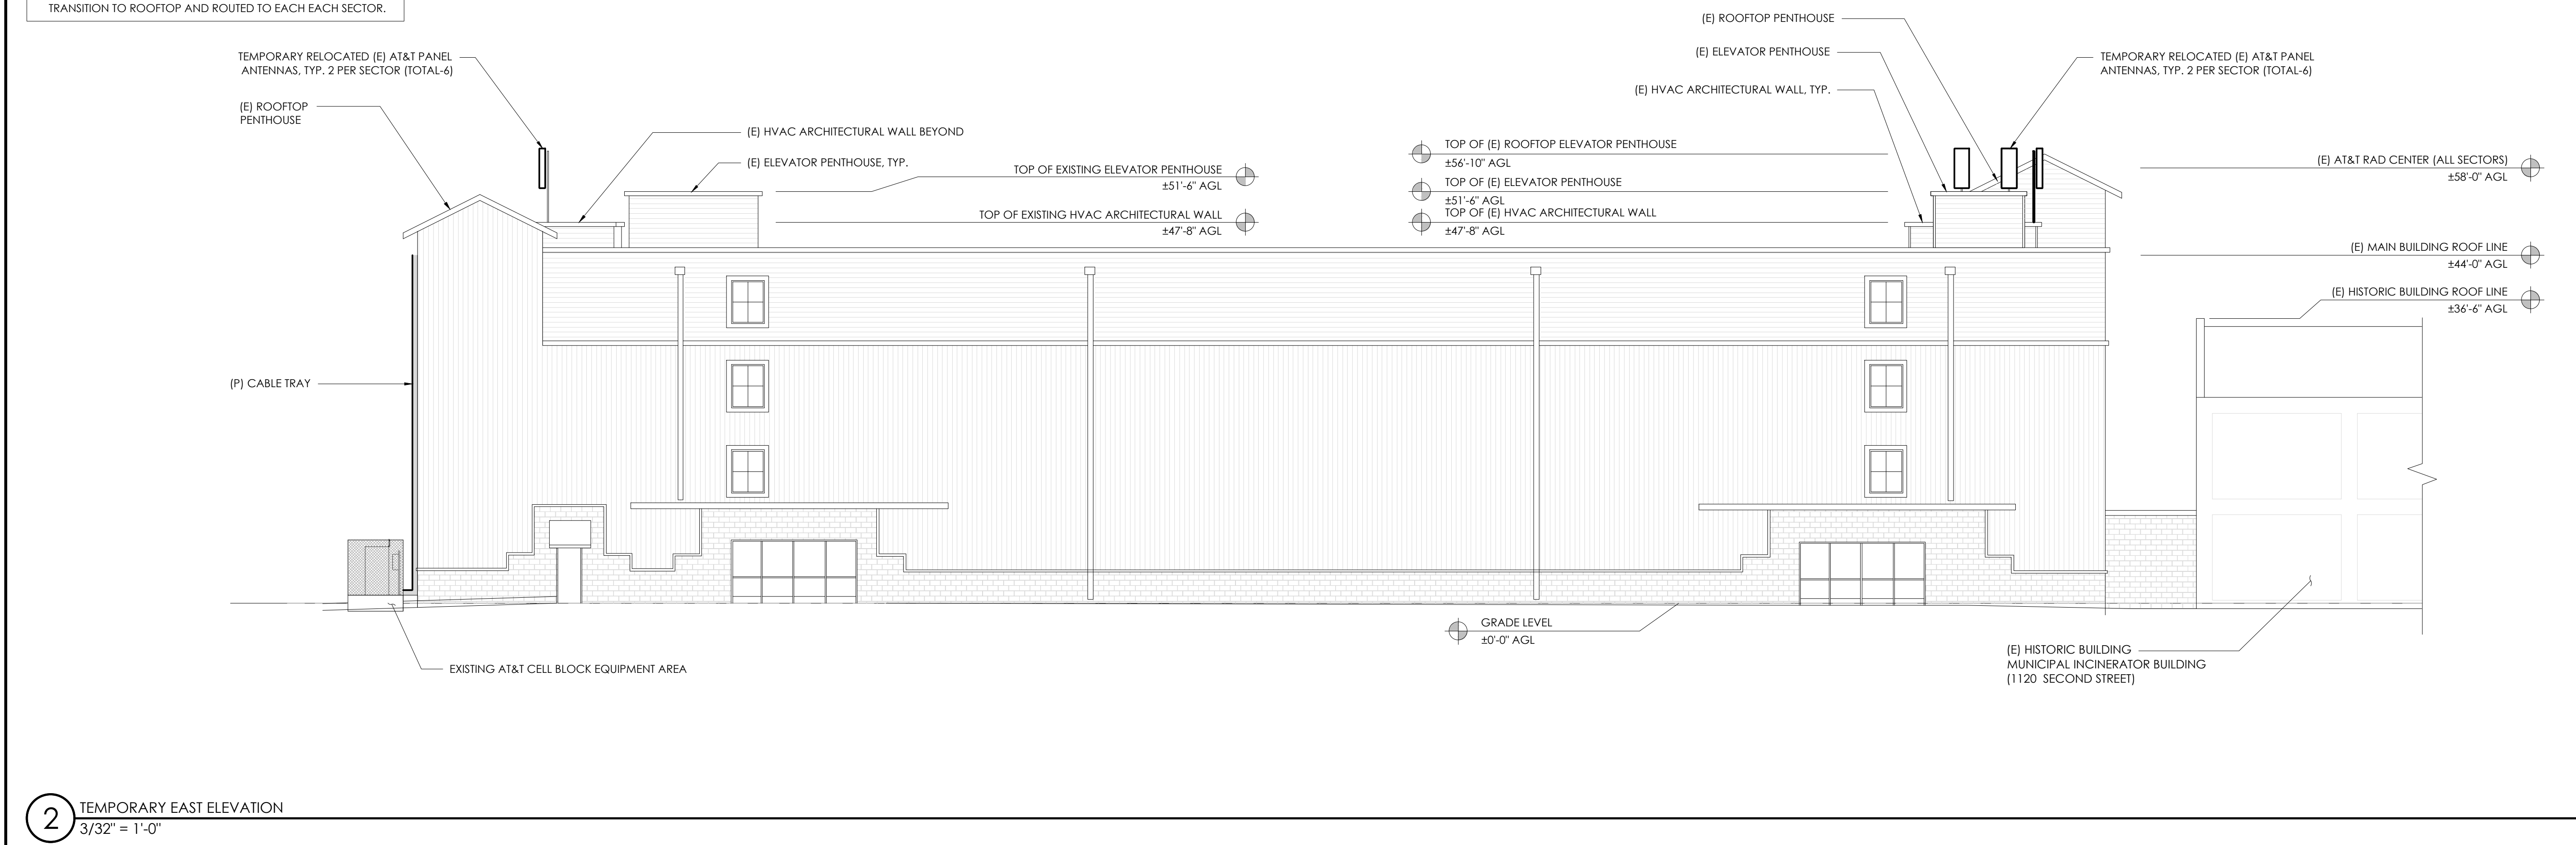 TRANSITION TO ROOFTOP AND ROUTED TO EACH EACH SECTOR.
TEMPORARY RELOCATED (E) AT&T PANEL
ANTENNAS, TYP. 2 PER SECTOR (TOTAL-6)
(E) ROOFTOP
PENTHOUSE
(E) HVAC ARCHITECTURAL WALL BEYOND
(E) ELEVATOR PENTHOUSE, TYP.
TOP OF EXISTING ELEVATOR PENTHOUSE
±51'-6" AGL
TOP OF EXISTING HVAC ARCHITECTURAL WALL
±47'-8" AGL
(E) ROOFTOP PENTHOUSE
(E) ELEVATOR PENTHOUSE
(E) HVAC ARCHITECTURAL WALL, TYP.
TOP OF (E) ROOFTOP ELEVATOR PENTHOUSE
±56'-10" AGL
TOP OF (E) ELEVATOR PENTHOUSE
±51'-6" AGL
TOP OF (E) HVAC ARCHITECTURAL WALL
±47'-8" AGL
TEMPORARY RELOCATED (E) AT&T PANEL
ANTENNAS, TYP. 2 PER SECTOR (TOTAL-6)
(E) AT&T RAD CENTER (ALL SECTORS)
±58'-0" AGL
(E) MAIN BUILDING ROOF LINE
±44'-0" AGL
(E) HISTORIC BUILDING ROOF LINE
±36'-6" AGL
(P) CABLE TRAY
EXISTING AT&T CELL BLOCK EQUIPMENT AREA
GRADE LEVEL
±0'-0" AGL
(E) HISTORIC BUILDING
MUNICIPAL INCINERATOR BUILDING
(1120 SECOND STREET)
2
TEMPORARY EAST ELEVATION
3/32" = 1'-0"